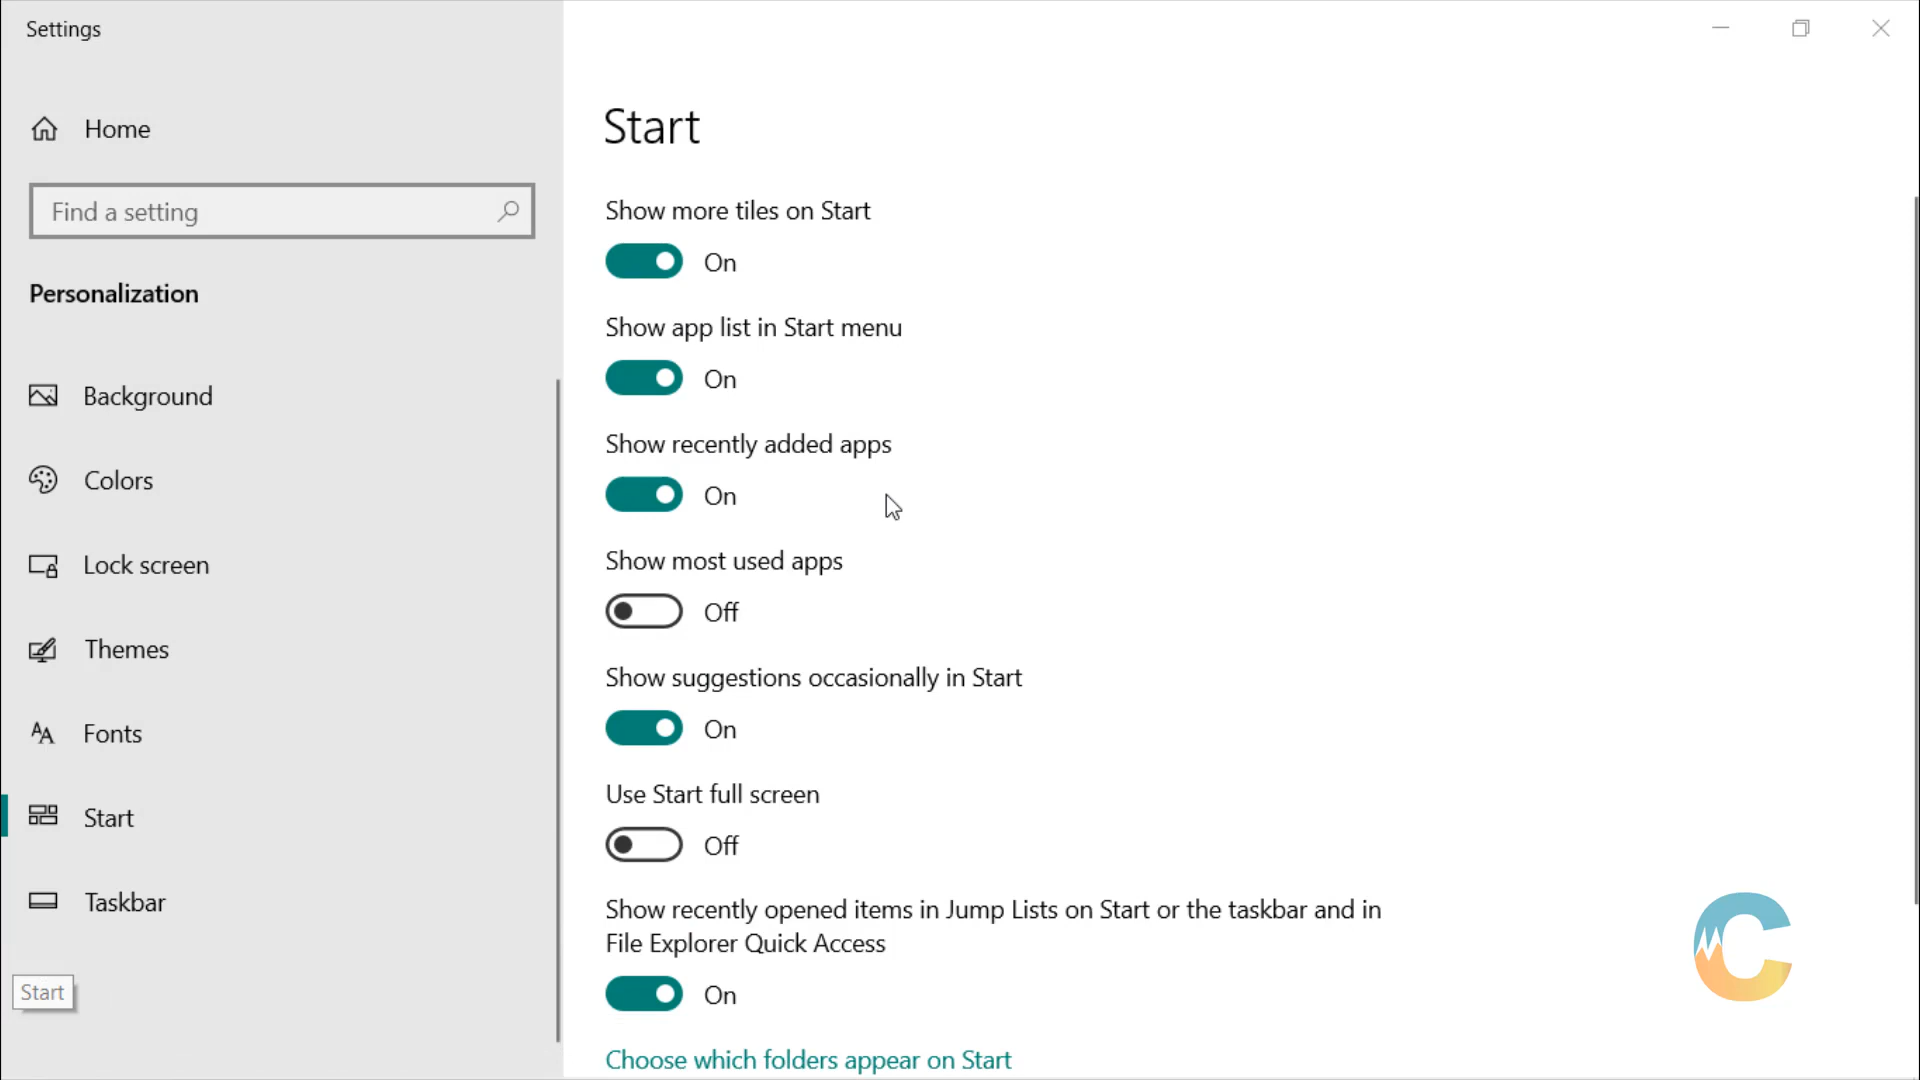 Settings
Home
Find a setting
Personalization
Background
Colors
Lock screen
Themes
Fonts
Start
Taskbar
Start
Start
Show more tiles on Start
On
Show app list in Start menu
On
Show recently added apps
On
Show most used apps
Off
Show suggestions occasionally in Start
On
Use Start full screen
Off
Show recently opened items in Jump Lists on Start or the taskbar and in
File Explorer Quick Access
On
Choose which folders appear on Start
C